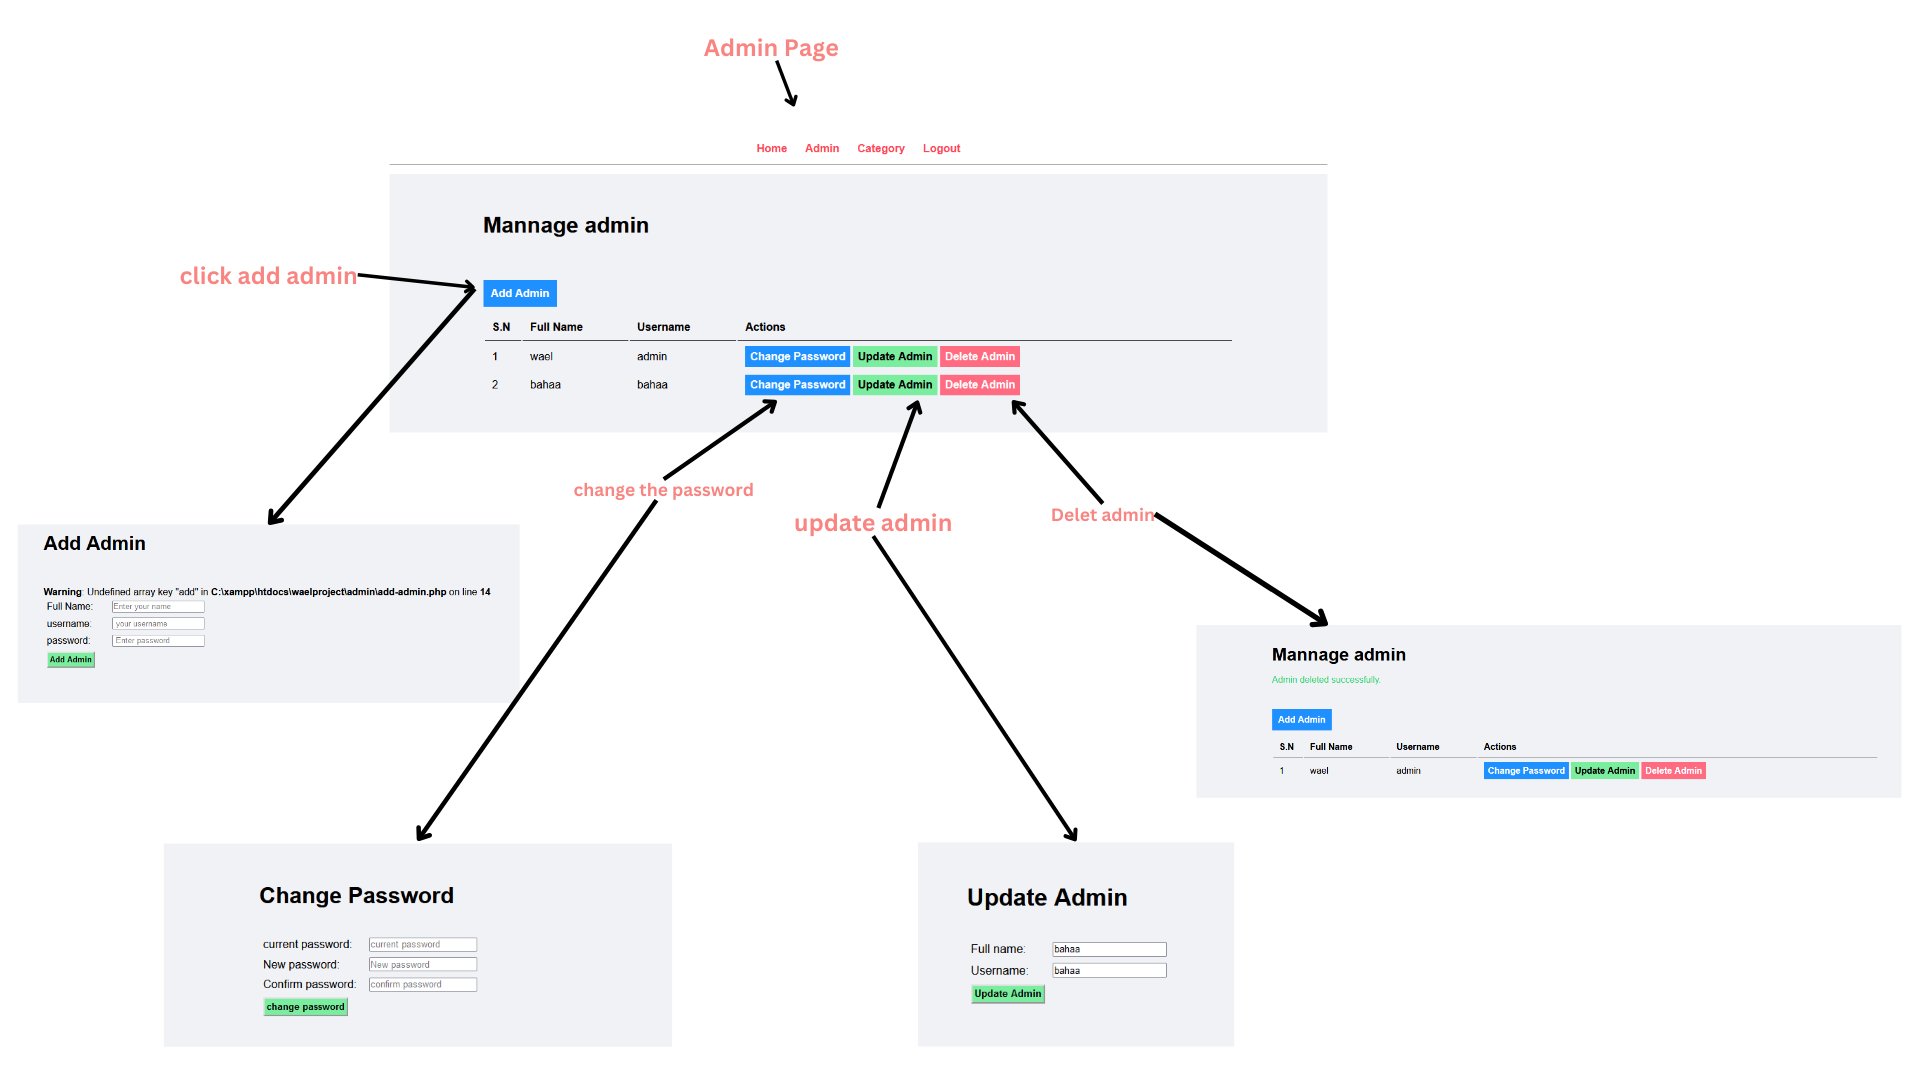 Admin Page
Home Admin Category Logout
Mannage admin
click add admin
Add Admin
S.N Full Name Username Actions
1 wael admin Change Password Update Admin Delete Admin
2 bahaa bahaa Change Password Update Admin Delete Admin
change the password
update admin
Delet admin
Add Admin
Warning: Undefined array key "add" in C:\xampp\htdocs\waelproject\admin\add-admin.php on line 14
Full Name: Enter your name
username: your username
password: Enter password
Add Admin
Mannage admin
Admin deleted successfully.
Add Admin
S.N Full Name Username Actions
1 wael admin Change Password Update Admin Delete Admin
Change Password
current password: current password
New password: New password
Confirm password: confirm password
change password
Update Admin
Full name: bahaa
Username: bahaa
Update Admin